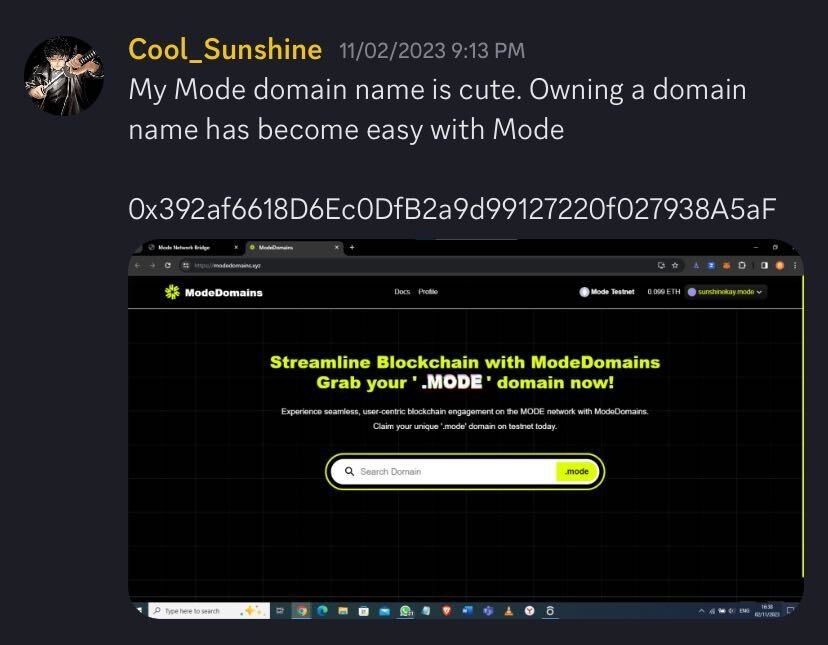 Cool_Sunshine 11/02/2023 9:13 PM
My Mode domain name is cute. Owning a domain
name has become easy with Mode
0x392af6618D6Ec0DfB2a9d99127220f027938A5aF
Mode Network Bridge ModeDomains
https://modedomains.xyz
ModeDomains Docs Profile Mode Testnet 0.099 ETH sunshinekay.mode
Streamline Blockchain with ModeDomains
Grab your ' .MODE ' domain now!
Experience seamless, user-centric blockchain engagement on the MODE network with ModeDomains.
Claim your unique '.mode' domain on testnet today.
Search Domain .mode
Type here to search ENG 16:38
02/11/2023